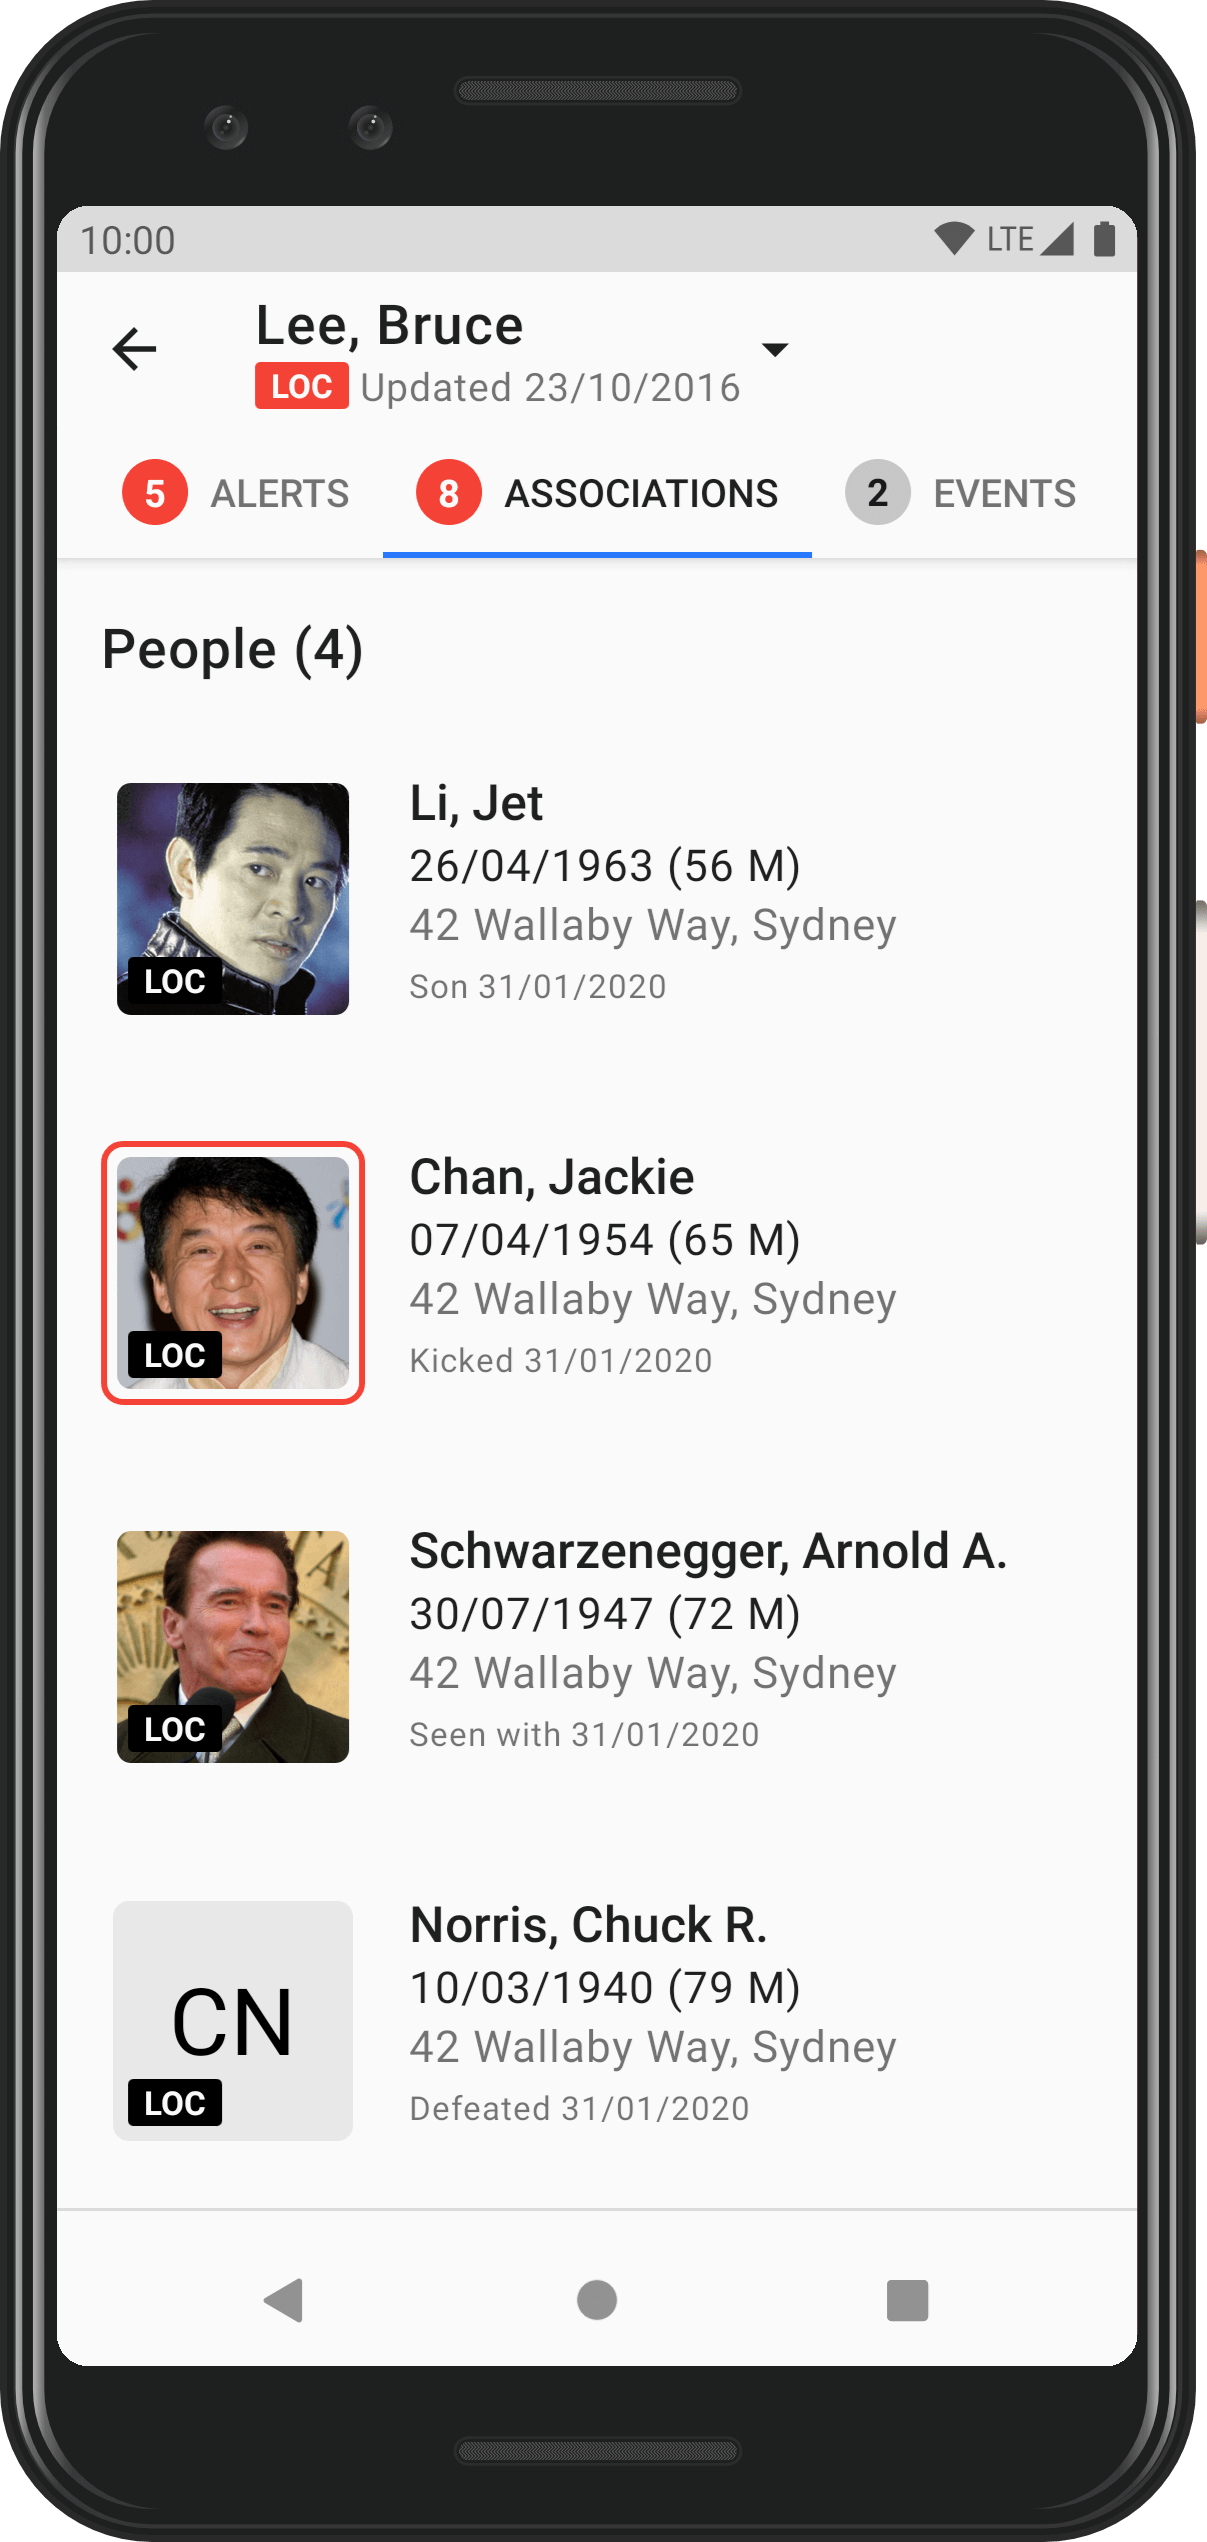 10:00 LTE
Lee, Bruce
LOC Updated 23/10/2016
5 ALERTS 8 ASSOCIATIONS 2 EVENTS
People (4)
Li, Jet
26/04/1963 (56 M)
42 Wallaby Way, Sydney
LOC
Son 31/01/2020
Chan, Jackie
07/04/1954 (65 M)
42 Wallaby Way, Sydney
LOC
Kicked 31/01/2020
Schwarzenegger, Arnold A.
30/07/1947 (72 M)
42 Wallaby Way, Sydney
LOC
Seen with 31/01/2020
Norris, Chuck R.
10/03/1940 (79 M)
CN
42 Wallaby Way, Sydney
LOC
Defeated 31/01/2020